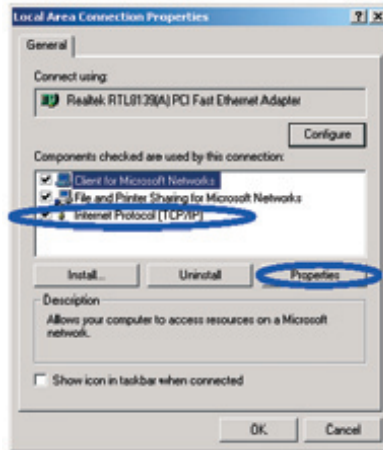 Local Area Connection Properties
General
Connect using:
Realtek RTL8139(A) PCI Fast Ethernet Adapter
Configure
Components checked are used by this connection:
Client for Microsoft Networks
File and Printer Sharing for Microsoft Networks
Internet Protocol (TCP/IP)
Install... Uninstall Properties
Description
Allows your computer to access resources on a Microsoft
network.
Show icon in taskbar when connected
OK Cancel